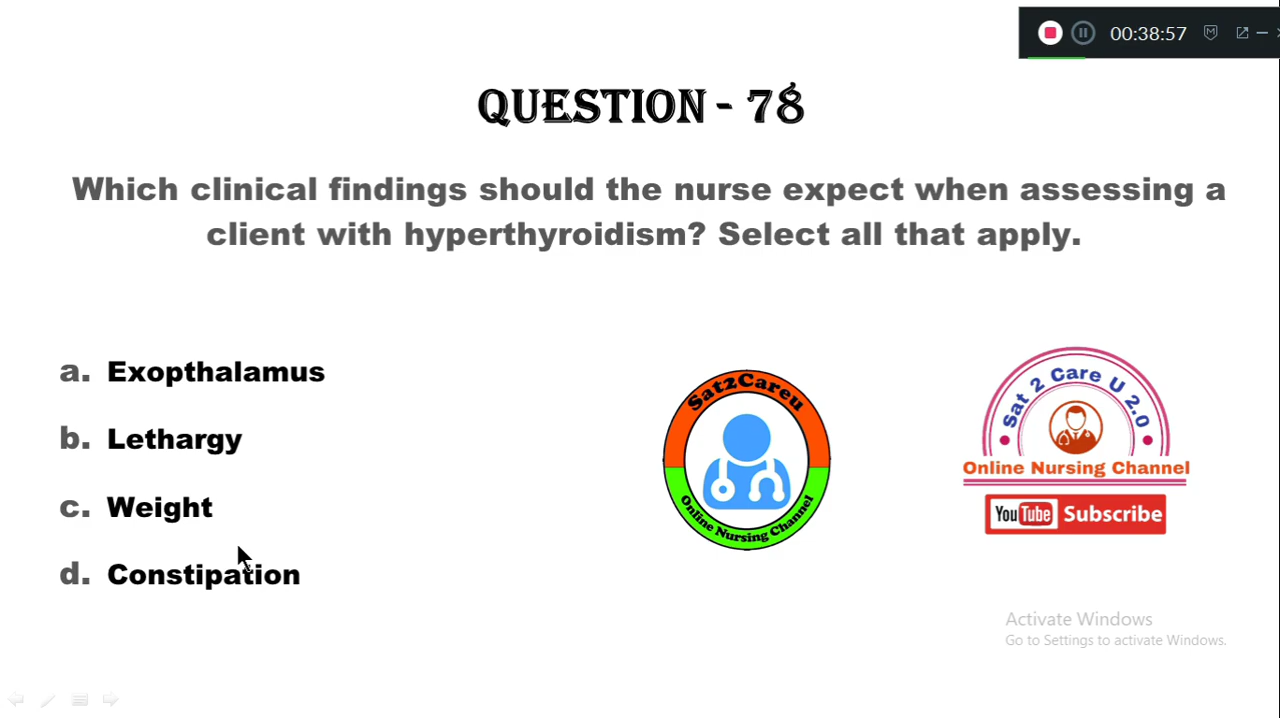 00:38:57
QUESTION - 78
Which clinical findings should the nurse expect when assessing a
client with hyperthyroidism? Select all that apply.
a. Exopthalamus
b. Lethargy
c. Weight
d. Constipation
Sat2Careu
Online Nursing Channel
Sat 2 Care U 2.0
Online Nursing Channel
YouTube Subscribe
Activate Windows
Go to Settings to activate Windows.